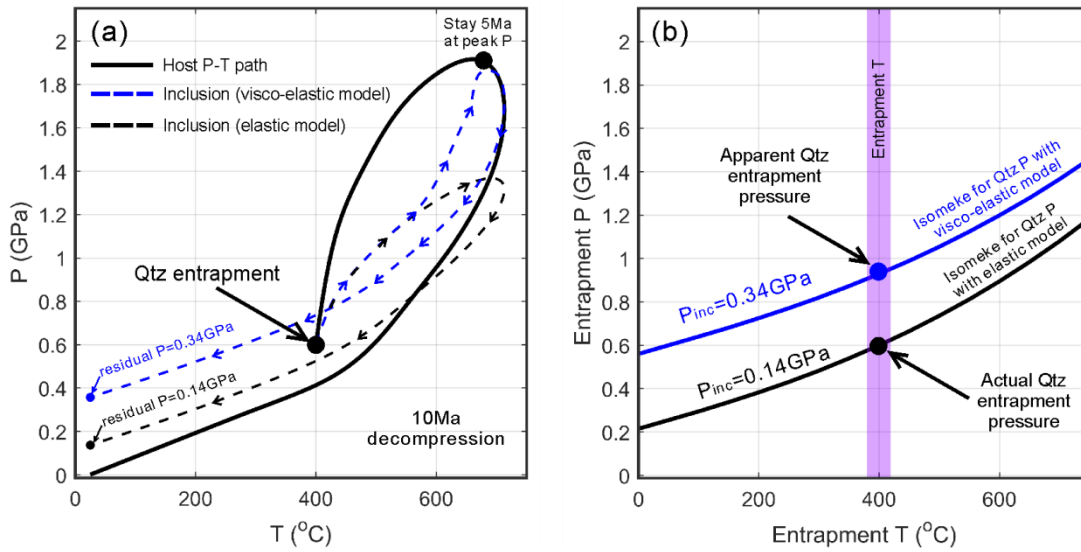 (a)
Stay 5Ma
at peak P
Host P-T path
Inclusion (visco-elastic model)
Inclusion (elastic model)
Qtz entrapment
residual P=0.34GPa
residual P=0.14GPa
10Ma
decompression
2
1.8
1.6
1.4
1.2
1
0.8
0.6
0.4
0.2
0
0
200
400
600
P (GPa)
T (°C)
(b)
Entrapment T
Apparent Qtz
entrapment
pressure
Isomeke for Qtz P with
visco-elastic model
Isomeke for Qtz P
with elastic model
Pinc=0.34GPa
Pinc=0.14GPa
Actual Qtz
entrapment
pressure
2
1.8
1.6
1.4
1.2
1
0.8
0.6
0.4
0.2
0
0
200
400
600
Entrapment P (GPa)
Entrapment T (°C)